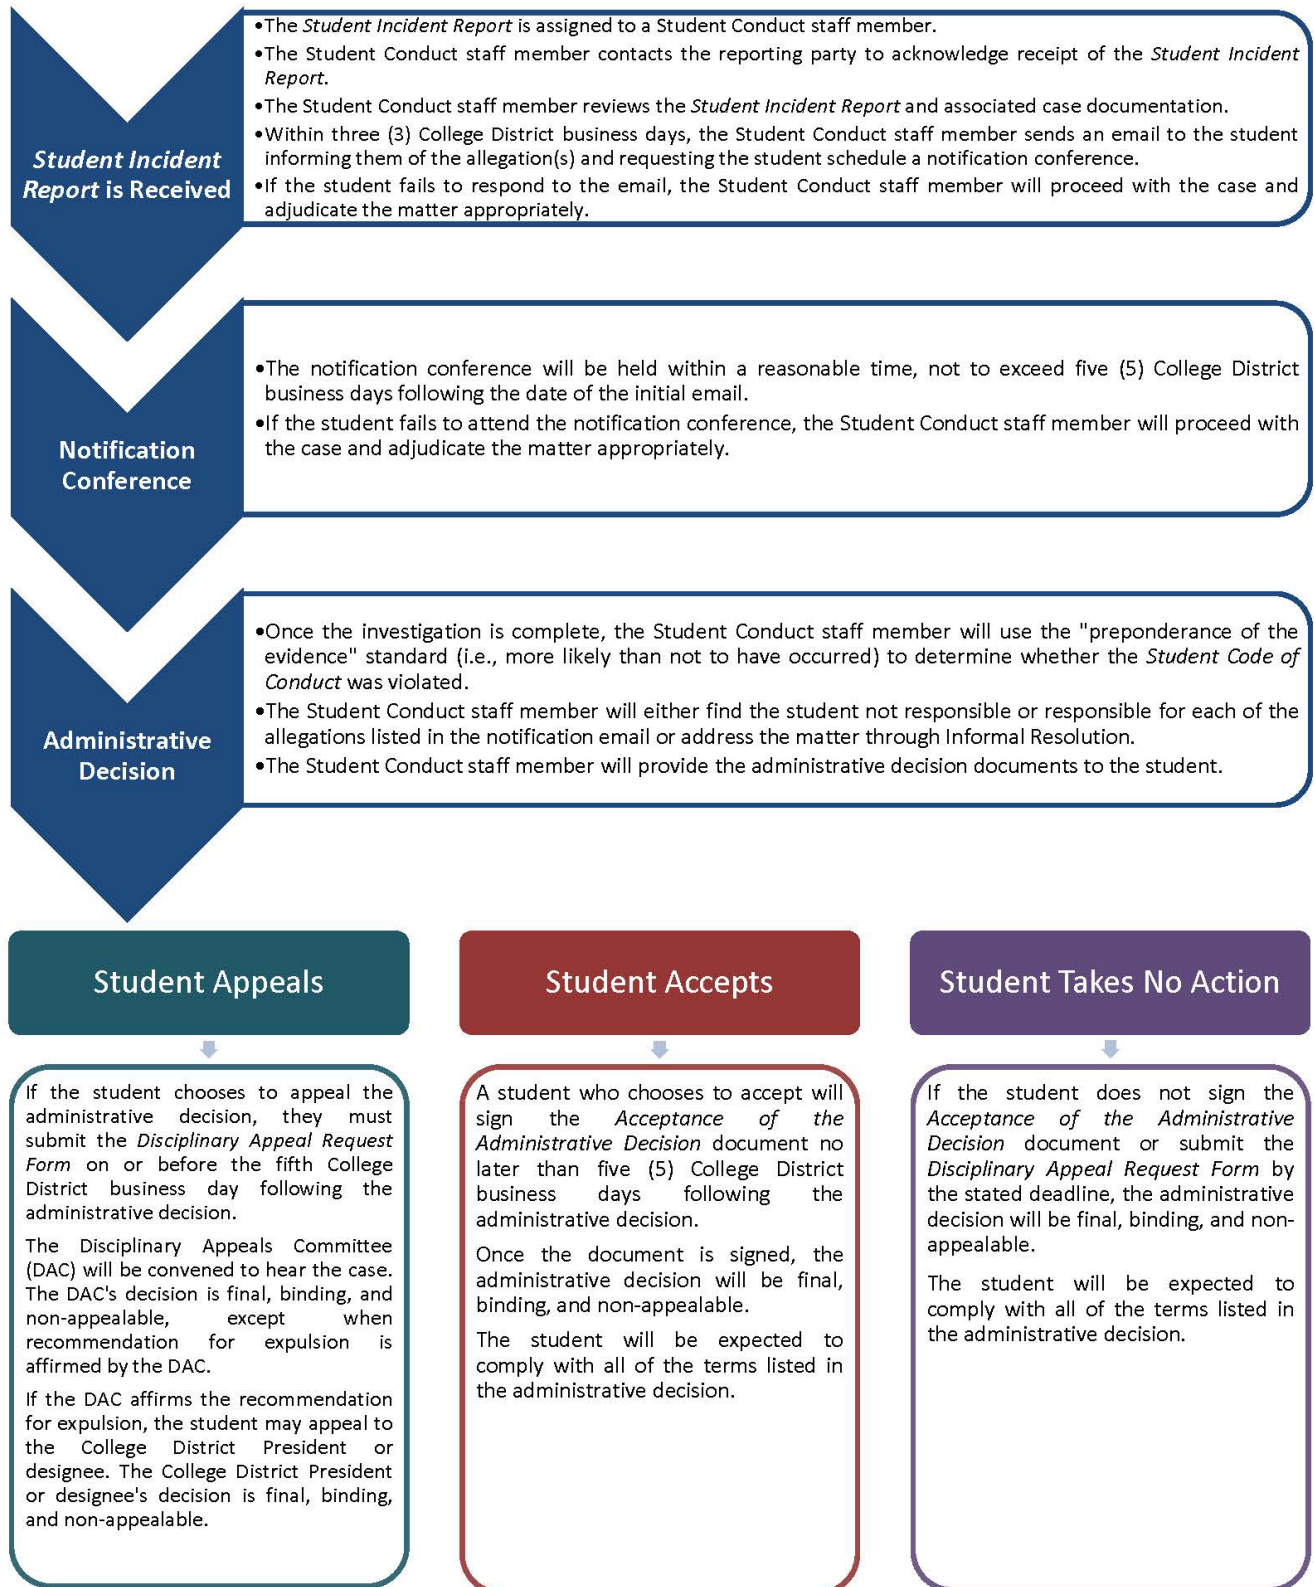 Student Incident
Report is Received
•The Student Incident Report is assigned to a Student Conduct staff member.
•The Student Conduct staff member contacts the reporting party to acknowledge receipt of the Student Incident
Report.
•The Student Conduct staff member reviews the Student Incident Report and associated case documentation.
•Within three (3) College District business days, the Student Conduct staff member sends an email to the student
informing them of the allegation(s) and requesting the student schedule a notification conference.
•If the student fails to respond to the email, the Student Conduct staff member will proceed with the case and
adjudicate the matter appropriately.
Notification
Conference
•The notification conference will be held within a reasonable time, not to exceed five (5) College District
business days following the date of the initial email.
•If the student fails to attend the notification conference, the Student Conduct staff member will proceed with
the case and adjudicate the matter appropriately.
Administrative
Decision
•Once the investigation is complete, the Student Conduct staff member will use the "preponderance of the
evidence" standard (i.e., more likely than not to have occurred) to determine whether the Student Code of
Conduct was violated.
•The Student Conduct staff member will either find the student not responsible or responsible for each of the
allegations listed in the notification email or address the matter through Informal Resolution.
•The Student Conduct staff member will provide the administrative decision documents to the student.
Student Appeals
If the student chooses to appeal the
administrative decision, they must
submit the Disciplinary Appeal Request
Form on or before the fifth College
District business day following the
administrative decision.
The Disciplinary Appeals Committee
(DAC) will be convened to hear the case.
The DAC's decision is final, binding, and
non-appealable, except when
recommendation for expulsion is
affirmed by the DAC.
If the DAC affirms the recommendation
for expulsion, the student may appeal to
the College District President or
designee. The College District President
or designee's decision is final, binding,
and non-appealable.
Student Accepts
A student who chooses to accept will
sign the Acceptance of the
Administrative Decision document no
later than five (5) College District
business days following the
administrative decision.
Once the document is signed, the
administrative decision will be final,
binding, and non-appealable.
The student will be expected to
comply with all of the terms listed in
the administrative decision.
Student Takes No Action
If the student does not sign the
Acceptance of the Administrative
Decision document or submit the
Disciplinary Appeal Request Form by
the stated deadline, the administrative
decision will be final, binding, and non-
appealable.
The student will be expected to
comply with all of the terms listed in
the administrative decision.